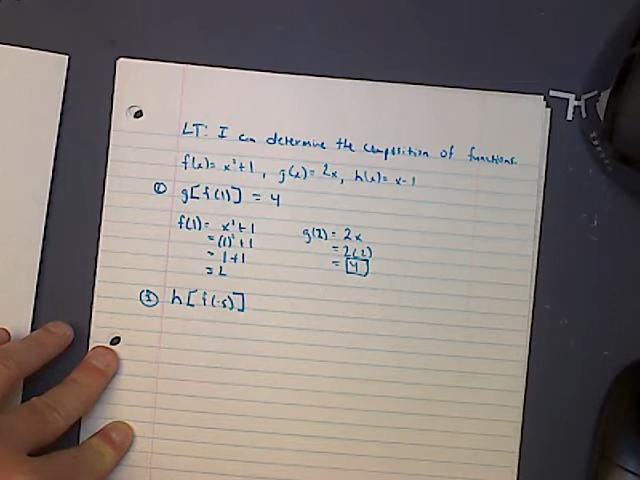 LT: I can determine the composition of functions.
f(x)= x²+1, g(x)= 2x, h(x)= x-1
① g[f(1)] = 4
f(1)= x²+1
= (1)²+1
= 1+1
= 2
g(2) = 2x
= 2(2)
= 4
② h[f(-5)]